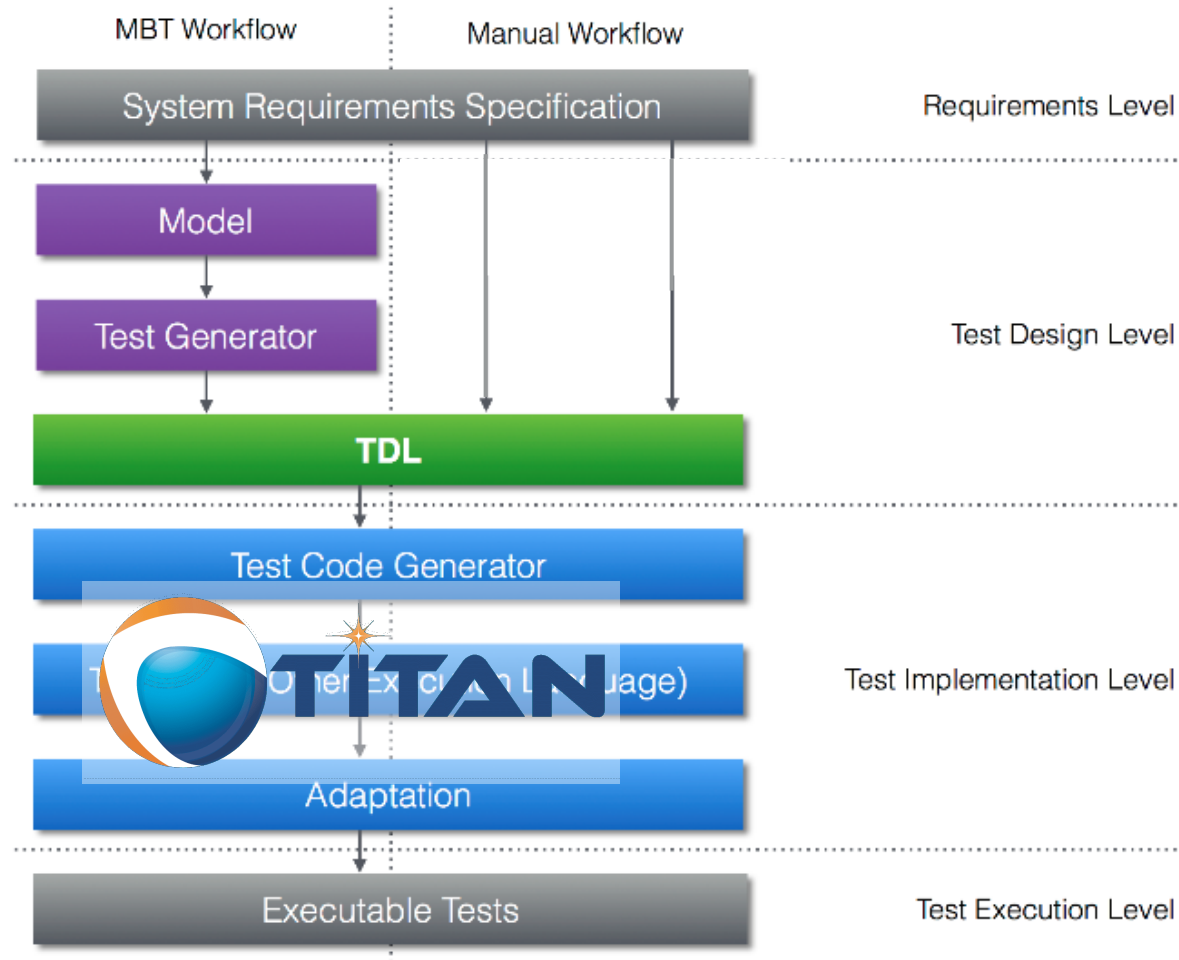 MBT Workflow
Manual Workflow
System Requirements Specification
Requirements Level
Model
Test Generator
Test Design Level
TDL
Test Code Generator
TITAN
Language)
Test Implementation Level
Adaptation
Executable Tests
Test Execution Level